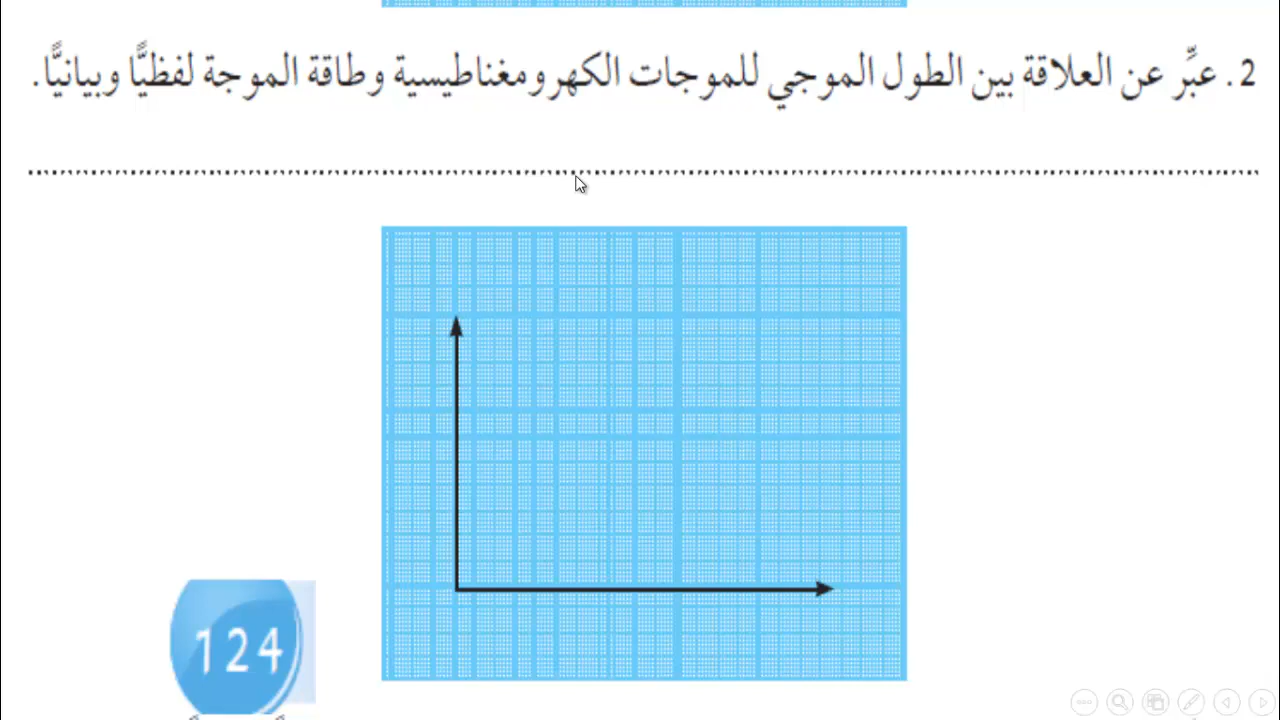 2. عبِّر عن العلاقة بين الطول الموجي للموجات الكهرومغناطيسية وطاقة الموجة لفظيًّا وبيانيًّا.
124